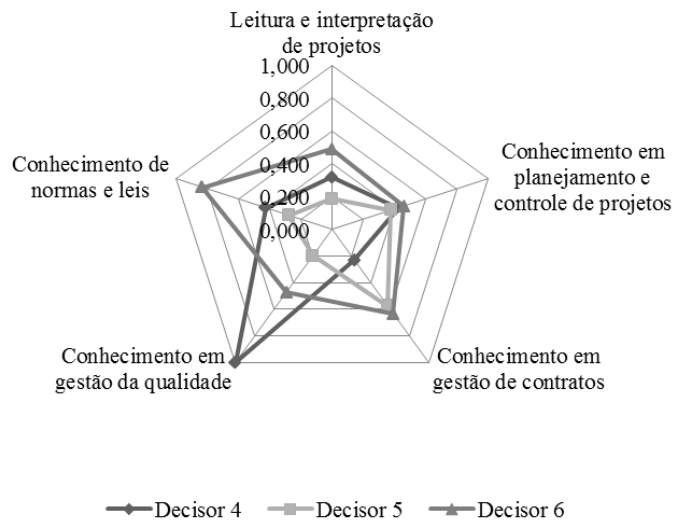 Leitura e interpretação
de projetos
1,000
0,800
0,600
0,400
0,200
0,000
Conhecimento em
planejamento e
controle de projetos
Conhecimento em
gestão de contratos
Conhecimento em
gestão da qualidade
Conhecimento de
normas e leis
Decisor 4
Decisor 5
Decisor 6